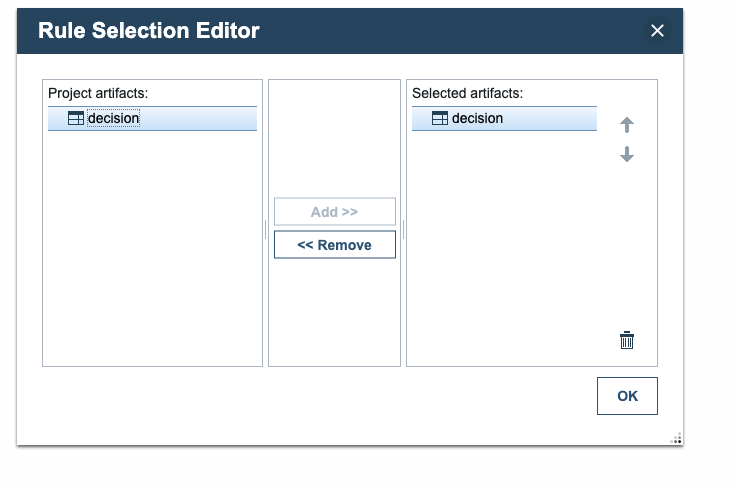 Rule Selection Editor
Project artifacts:
decision
Add >>
<< Remove
Selected artifacts:
decision
OK